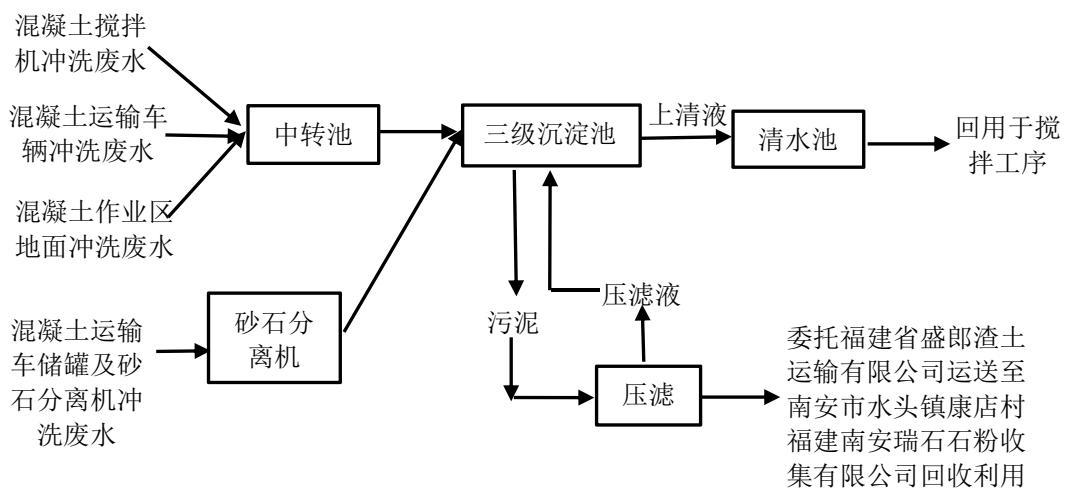 混凝土搅拌
机冲洗废水
混凝土运输车
辆冲洗废水
混凝土作业区
地面冲洗废水
中转池
三级沉淀池
上清液
清水池
回用于搅
拌工序
混凝土运输
车储罐及砂
石分离机冲
洗废水
砂石分
离机
污泥
压滤液
压滤
委托福建省盛郎渣土
运输有限公司运送至
南安市水头镇康店村
福建南安瑞石石粉收
集有限公司回收利用